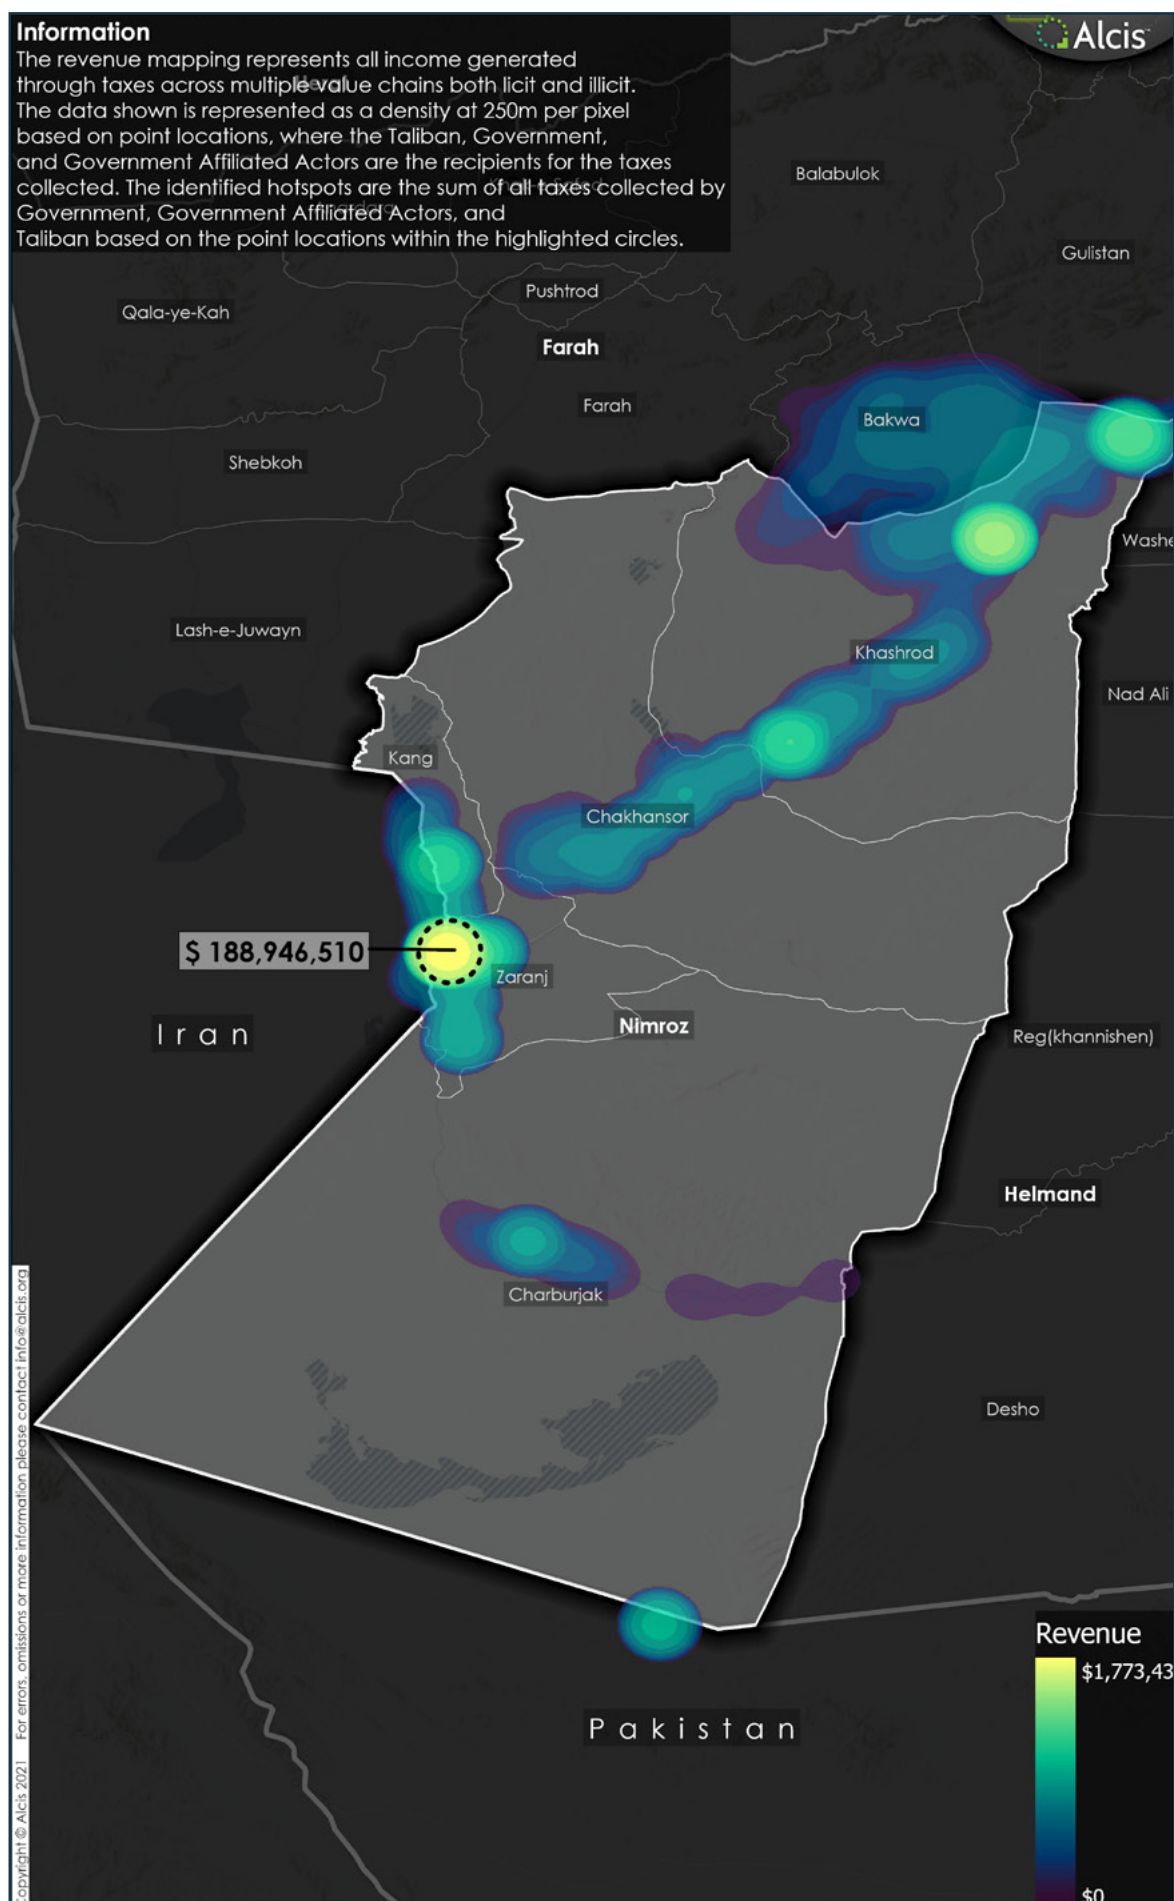 Information
The revenue mapping represents all income generated
through taxes across multiple value chains both licit and illicit.
The data shown is represented as a density at 250m per pixel
based on point locations, where the Taliban, Government,
and Government Affiliated Actors are the recipients for the taxes
collected. The identified hotspots are the sum of all taxes collected by
Government, Government Affiliated Actors, and
Taliban based on the point locations within the highlighted circles.
Alcis
Balabulok
Gulistan
Pushtrod
Qala-ye-Kah
Farah
Farah
Bakwa
Shebkoh
Washe
Lash-e-Juwayn
Khashrod
Nad Ali
Kang
Chakhansor
$ 188,946,510
Zaranj
Iran
Nimroz
Reg(khannishen)
Helmand
Charburjak
Desho
Pakistan
Revenue
$1,773,43
$0
copyright © Alcis 2021 For errors, omissions or more information please contact info@alcis.org